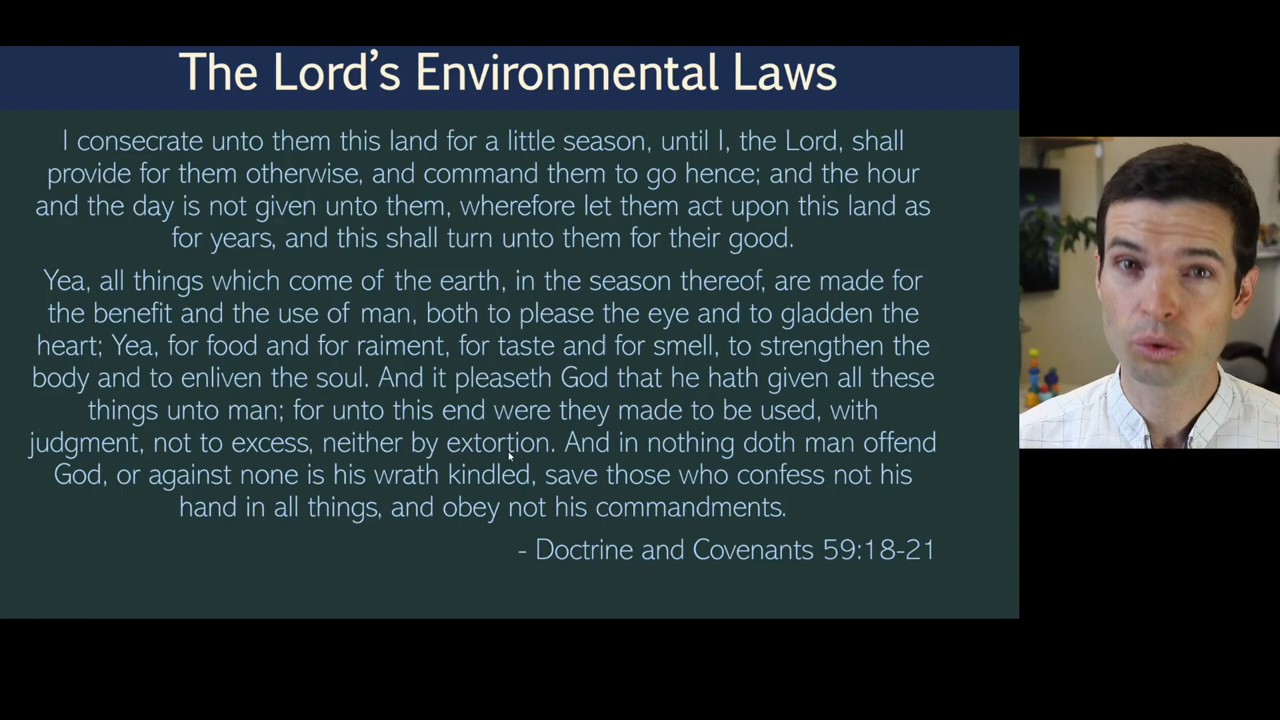 The Lord's Environmental Laws
I consecrate unto them this land for a little season, until I, the Lord, shall
provide for them otherwise, and command them to go hence; and the hour
and the day is not given unto them, wherefore let them act upon this land as
for years, and this shall turn unto them for their good.
Yea, all things which come of the earth, in the season thereof, are made for
the benefit and the use of man, both to please the eye and to gladden the
heart; Yea, for food and for raiment, for taste and for smell, to strengthen the
body and to enliven the soul. And it pleaseth God that he hath given all these
things unto man; for unto this end were they made to be used, with
judgment, not to excess, neither by extortion. And in nothing doth man offend
God, or against none is his wrath kindled, save those who confess not his
hand in all things, and obey not his commandments.
- Doctrine and Covenants 59:18-21